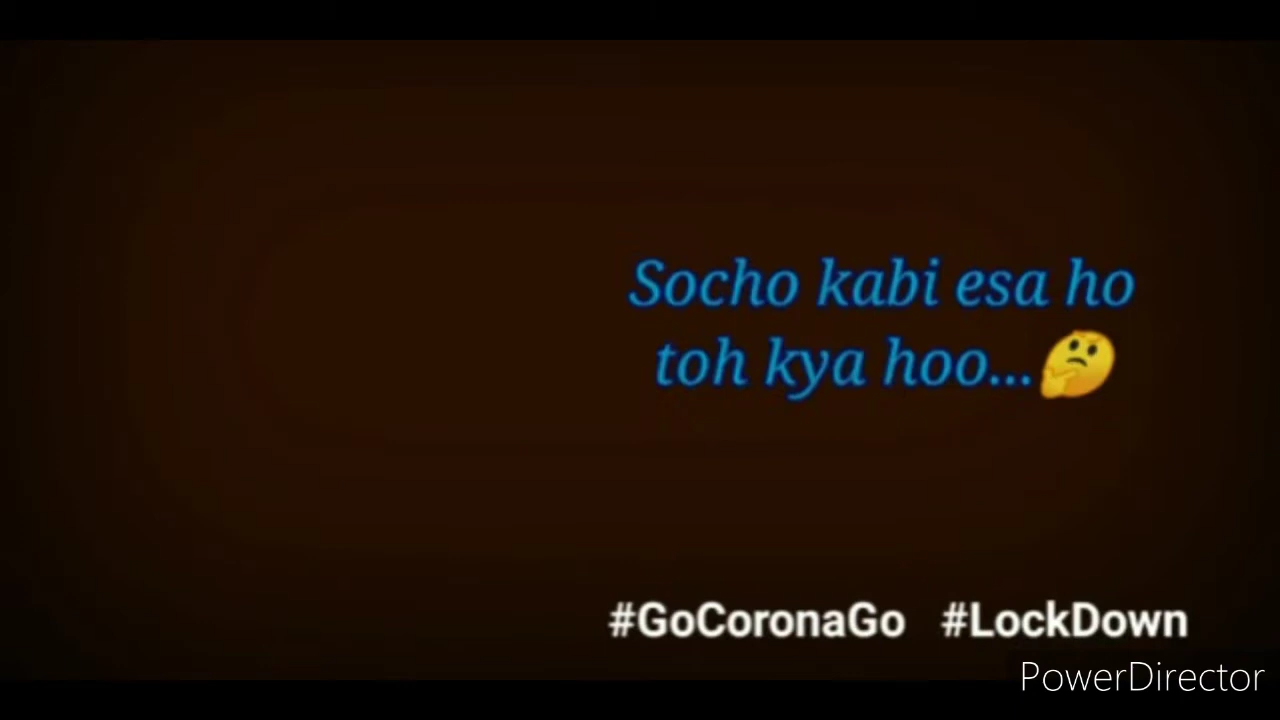 Socho kabi esa ho
toh kya hoo...🤔
#GoCoronaGo #LockDown
PowerDirector